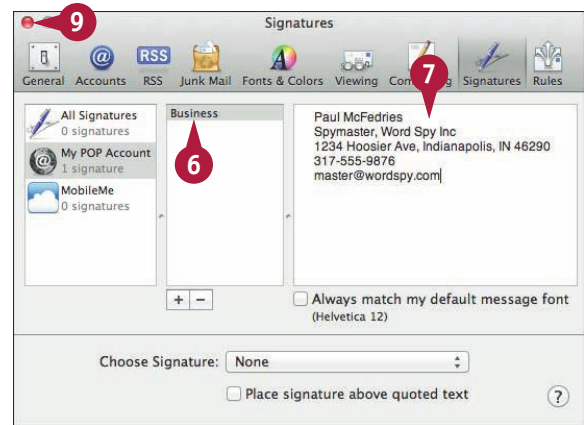 9
Signatures
RSS
General Accounts RSS Junk Mail Fonts & Colors Viewing Signatures Rules
7
All Signatures
0 signatures
My POP Account
1 signature
MobileMe
0 signatures
Business
6
Paul McFedries
Spymaster, Word Spy Inc
1234 Hoosier Ave, Indianapolis, IN 46290
317-555-9876
master@wordspy.com
+ −
Always match my default message font
(Helvetica 12)
Choose Signature: None
Place signature above quoted text
?